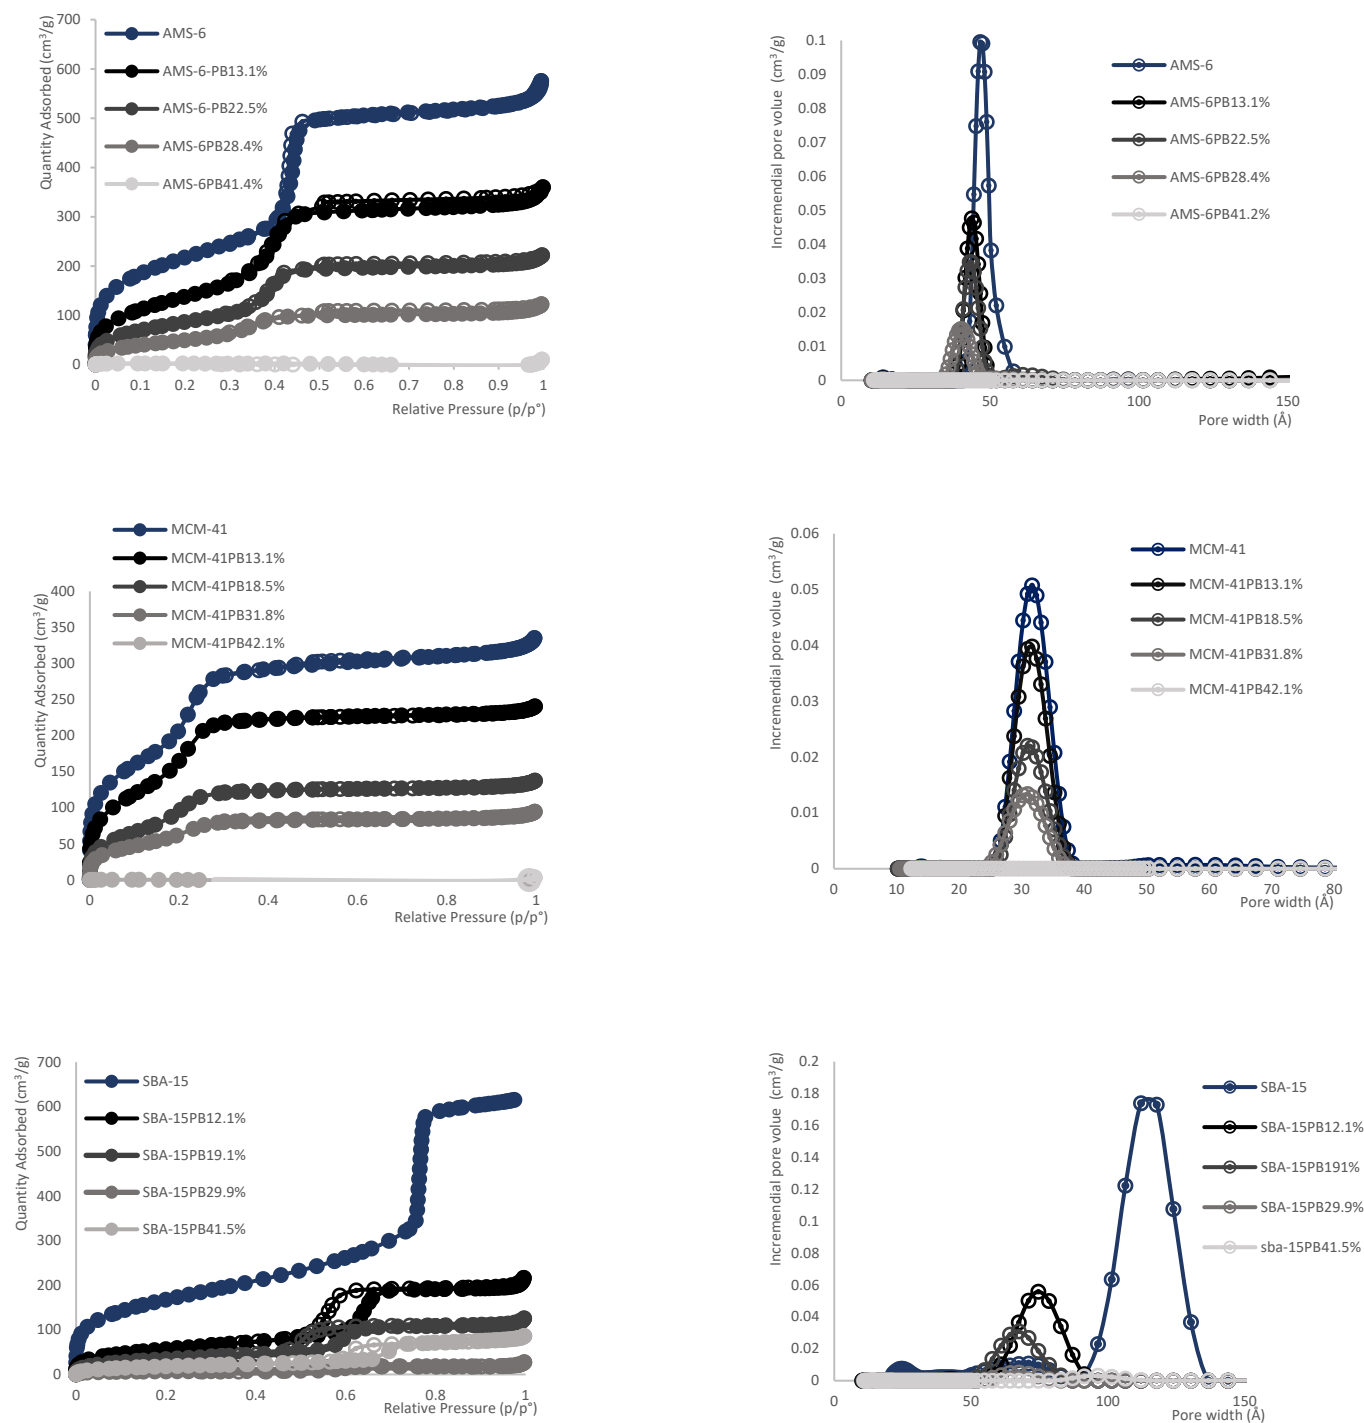 Quantity Adsorbed (cm³/g)
700
600
500
400
300
200
100
0
0 0.1 0.2 0.3 0.4 0.5 0.6 0.7 0.8 0.9 1
Relative Pressure (p/p°)
AMS-6
AMS-6-PB13.1%
AMS-6-PB22.5%
AMS-6PB28.4%
AMS-6PB41.4%
Incremendial pore volue (cm³/g)
0.1
0.09
0.08
0.07
0.06
0.05
0.04
0.03
0.02
0.01
0
0 50 100 150
Pore width (Å)
AMS-6
AMS-6PB13.1%
AMS-6PB22.5%
AMS-6PB28.4%
AMS-6PB41.2%
MCM-41
MCM-41PB13.1%
MCM-41PB18.5%
MCM-41PB31.8%
MCM-41PB42.1%
Quantity Adsorbed (cm³/g)
400
350
300
250
200
150
100
50
0
0 0.2 0.4 0.6 0.8 1
Relative Pressure (p/p°)
Incremendial pore volue (cm³/g)
0.06
0.05
0.04
0.03
0.02
0.01
0
0 10 20 30 40 50 60 70 80
Pore width (Å)
MCM-41
MCM-41PB13.1%
MCM-41PB18.5%
MCM-41PB31.8%
MCM-41PB42.1%
Quantity Adsorbed (cm³/g)
700
600
500
400
300
200
100
0
0 0.2 0.4 0.6 0.8 1
Relative Pressure (p/p°)
SBA-15
SBA-15PB12.1%
SBA-15PB19.1%
SBA-15PB29.9%
SBA-15PB41.5%
Incremendial pore volue (cm³/g)
0.2
0.18
0.16
0.14
0.12
0.1
0.08
0.06
0.04
0.02
0
0 50 100 150
Pore width (Å)
SBA-15
SBA-15PB12.1%
SBA-15PB191%
SBA-15PB29.9%
sba-15PB41.5%